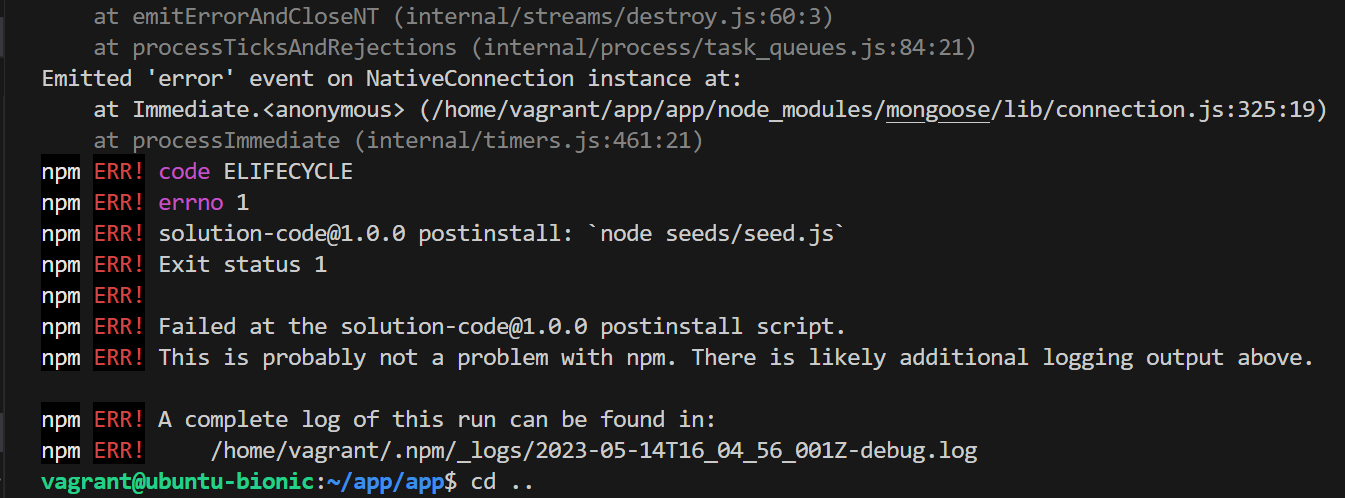 at emitErrorAndCloseNT (internal/streams/destroy.js:60:3)
at processTicksAndRejections (internal/process/task_queues.js:84:21)
Emitted 'error' event on NativeConnection instance at:
at Immediate.<anonymous> (/home/vagrant/app/app/node_modules/mongoose/lib/connection.js:325:19)
at processImmediate (internal/timers.js:461:21)
npm ERR! code ELIFECYCLE
npm ERR! errno 1
npm ERR! solution-code@1.0.0 postinstall: `node seeds/seed.js`
npm ERR! Exit status 1
npm ERR!
npm ERR! Failed at the solution-code@1.0.0 postinstall script.
npm ERR! This is probably not a problem with npm. There is likely additional logging output above.
npm ERR! A complete log of this run can be found in:
npm ERR!     /home/vagrant/.npm/_logs/2023-05-14T16_04_56_001Z-debug.log
vagrant@ubuntu-bionic:~/app/app$ cd ..